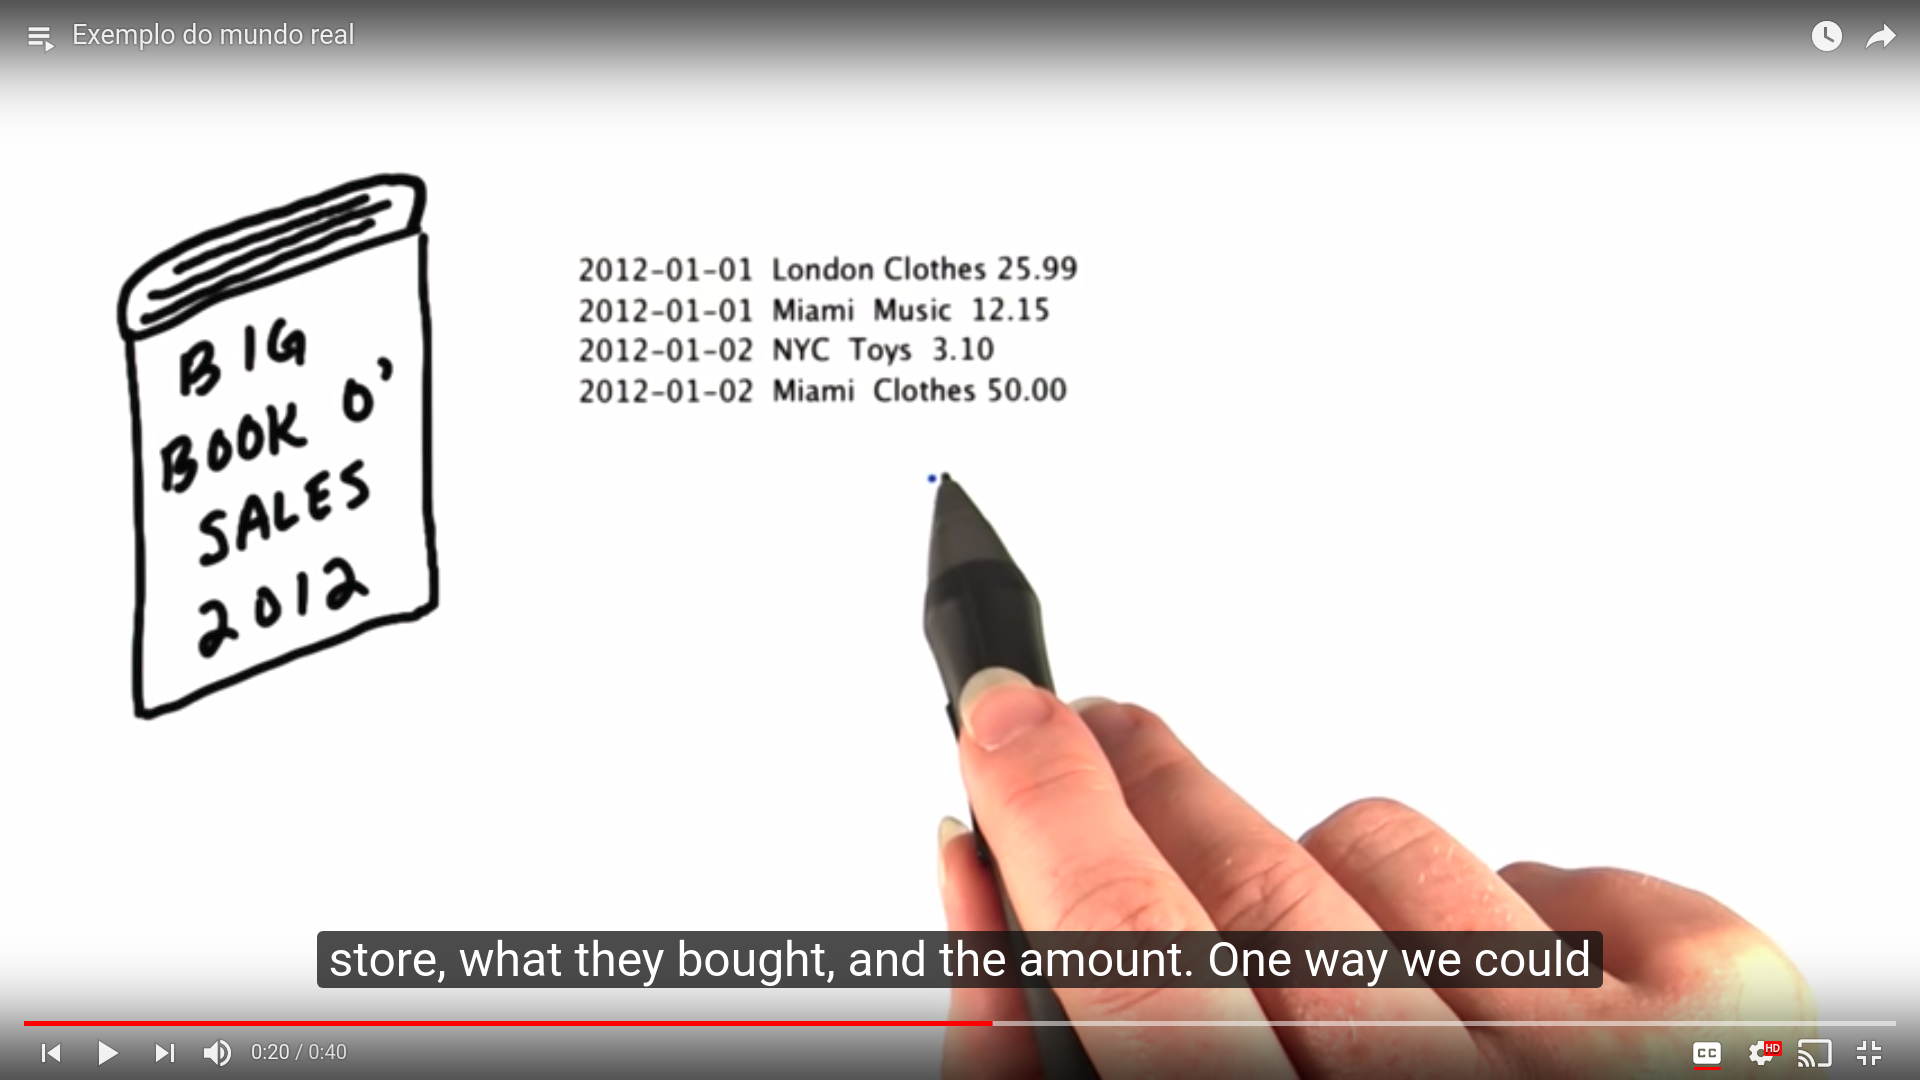 Exemplo do mundo real
BIG
BOOK O'
SALES
2012
2012-01-01 London Clothes 25.99
2012-01-01 Miami Music 12.15
2012-01-02 NYC Toys 3.10
2012-01-02 Miami Clothes 50.00
store, what they bought, and the amount. One way we could
0:20 / 0:40
CC
HD